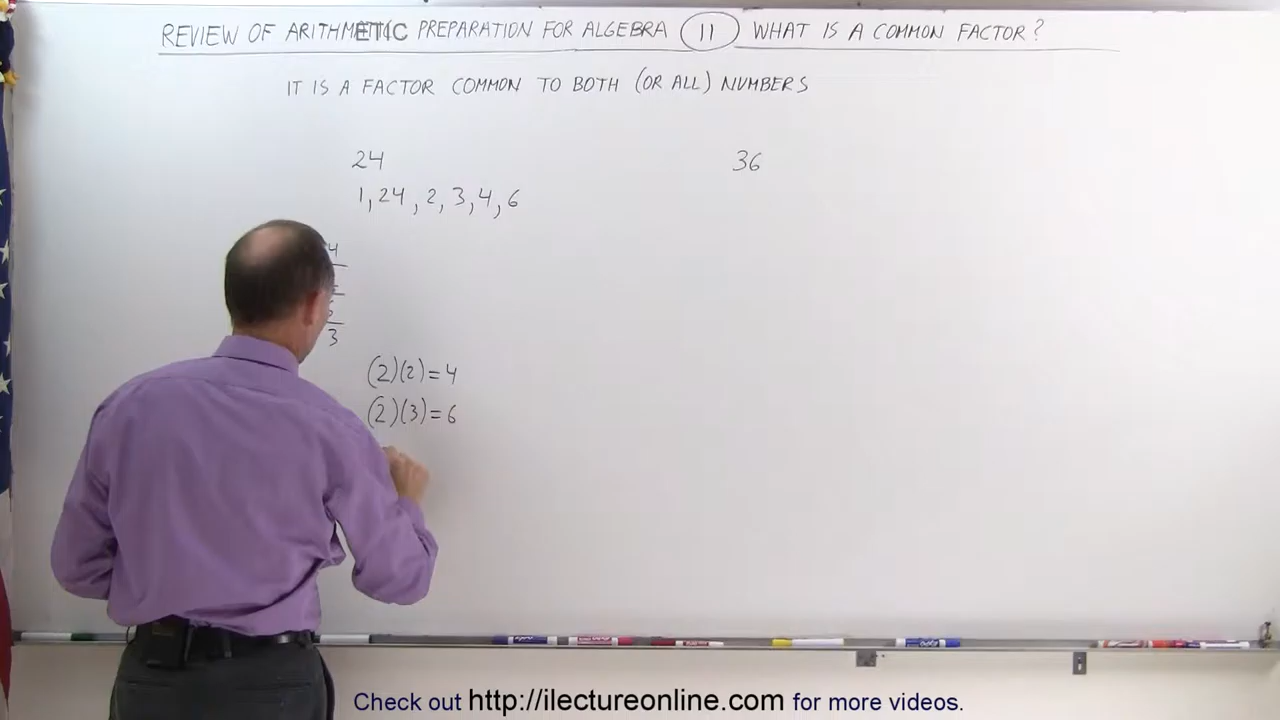 REVIEW OF ARITHMETIC PREPARATION FOR ALGEBRA 11 WHAT IS A COMMON FACTOR?
IT IS A FACTOR COMMON TO BOTH (OR ALL) NUMBERS
24 36
1, 24, 2, 3, 4, 6
4
3
(2)(2)=4
(2)(3)=6
Check out http://ilectureonline.com for more videos.